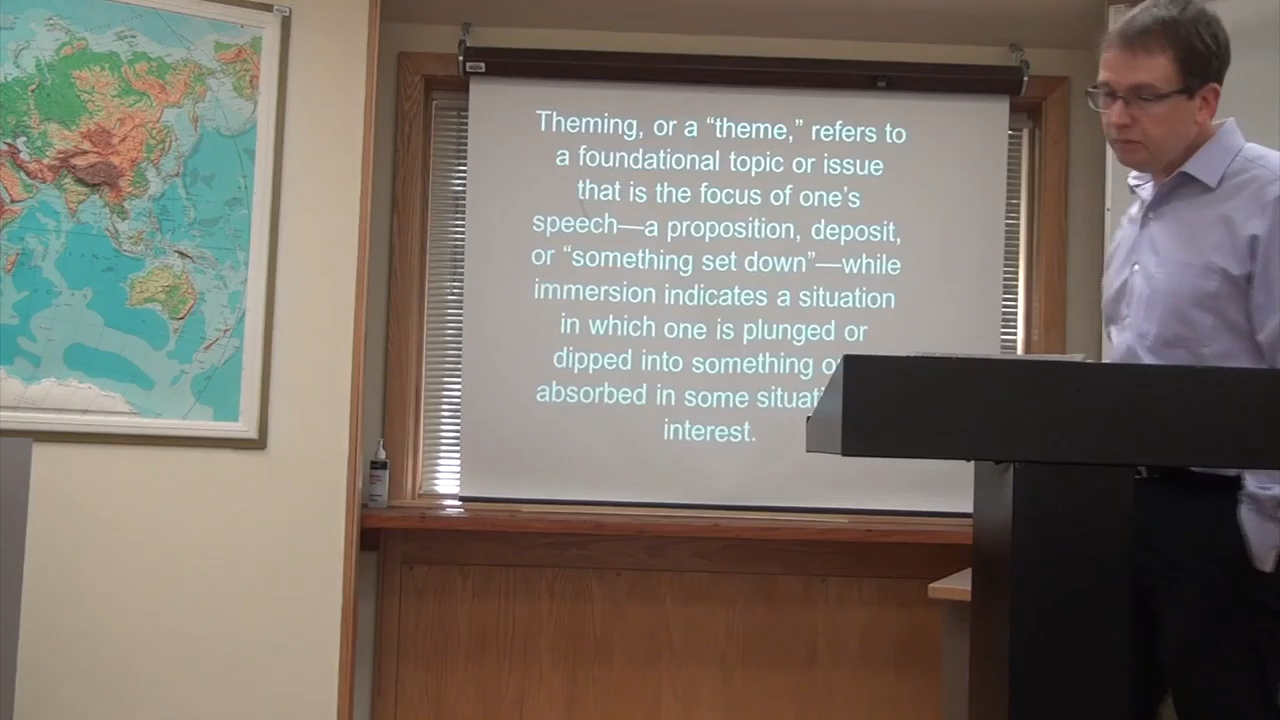 Theming, or a “theme,” refers to
a foundational topic or issue
that is the focus of one’s
speech—a proposition, deposit,
or “something set down”—while
immersion indicates a situation
in which one is plunged or
dipped into something
absorbed in some
interest.